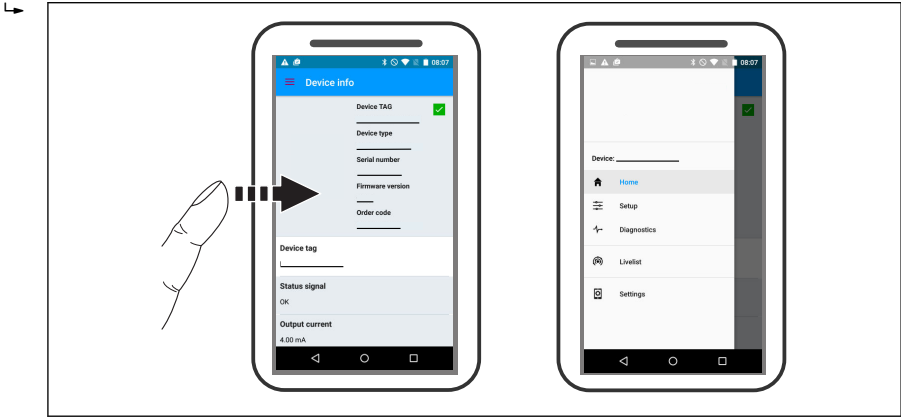 08:07
Device info
Device TAG
Device type
Serial number
Firmware version
Order code
Device tag
Status signal
OK
Output current
4.00 mA
08:07
Device:
Home
Setup
Diagnostics
Livelist
Settings